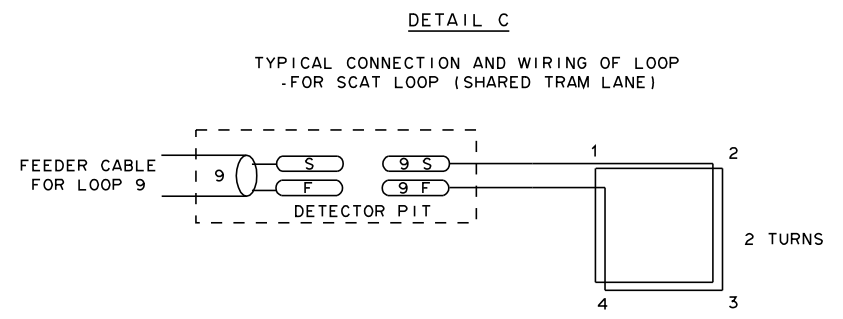 DETAIL C
TYPICAL CONNECTION AND WIRING OF LOOP
-FOR SCAT LOOP (SHARED TRAM LANE)
FEEDER CABLE
FOR LOOP 9
9
S
F
9 S
9 F
DETECTOR PIT
1
2
2 TURNS
4
3